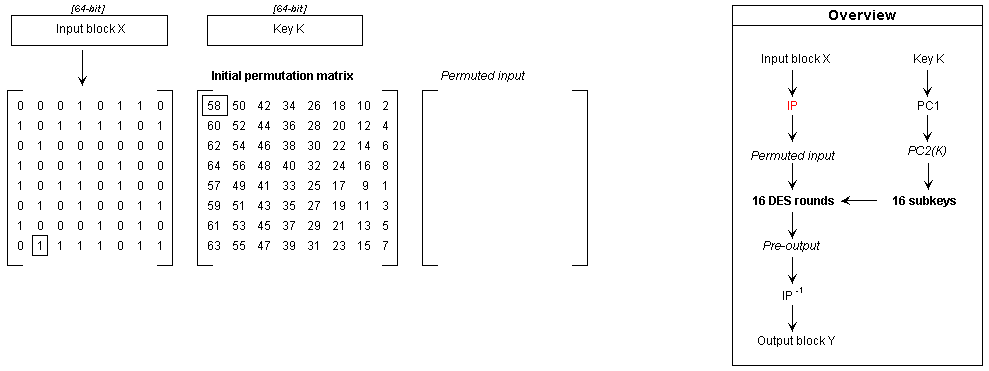 [64-bit]
Input block X
[64-bit]
Key K
Initial permutation matrix
Permuted input
0 0 0 1 0 1 1 0
1 0 1 1 1 1 0 1
0 1 0 0 0 0 0 0
1 0 0 1 0 1 0 0
1 0 1 1 0 0 0 0
0 1 0 1 0 1 0 1
1 0 0 0 1 0 1 0
0 1 1 1 1 0 1 1
58 50 42 34 26 18 10 2
60 52 44 36 28 20 12 4
62 54 46 38 30 22 14 6
64 56 48 40 32 24 16 8
57 49 41 33 25 17 9 1
59 51 43 35 27 19 11 3
61 53 45 37 29 21 13 5
63 55 47 39 31 23 15 7
Overview
Input block X
Key K
IP
PC1
Permuted input
PC2(K)
16 DES rounds
16 subkeys
Pre-output
IP -1
Output block Y